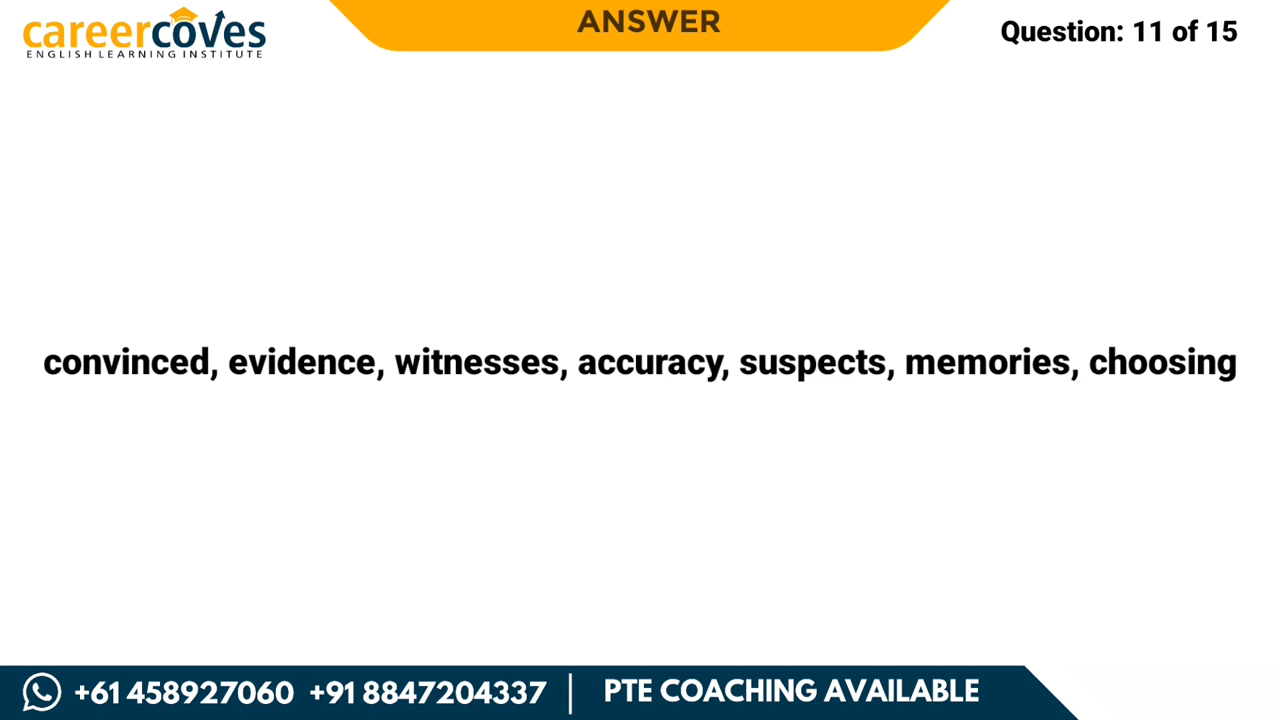 careercoves
ENGLISH LEARNING INSTITUTE
ANSWER
Question: 11 of 15
convinced, evidence, witnesses, accuracy, suspects, memories, choosing
+61 458927060 +91 8847204337 | PTE COACHING AVAILABLE